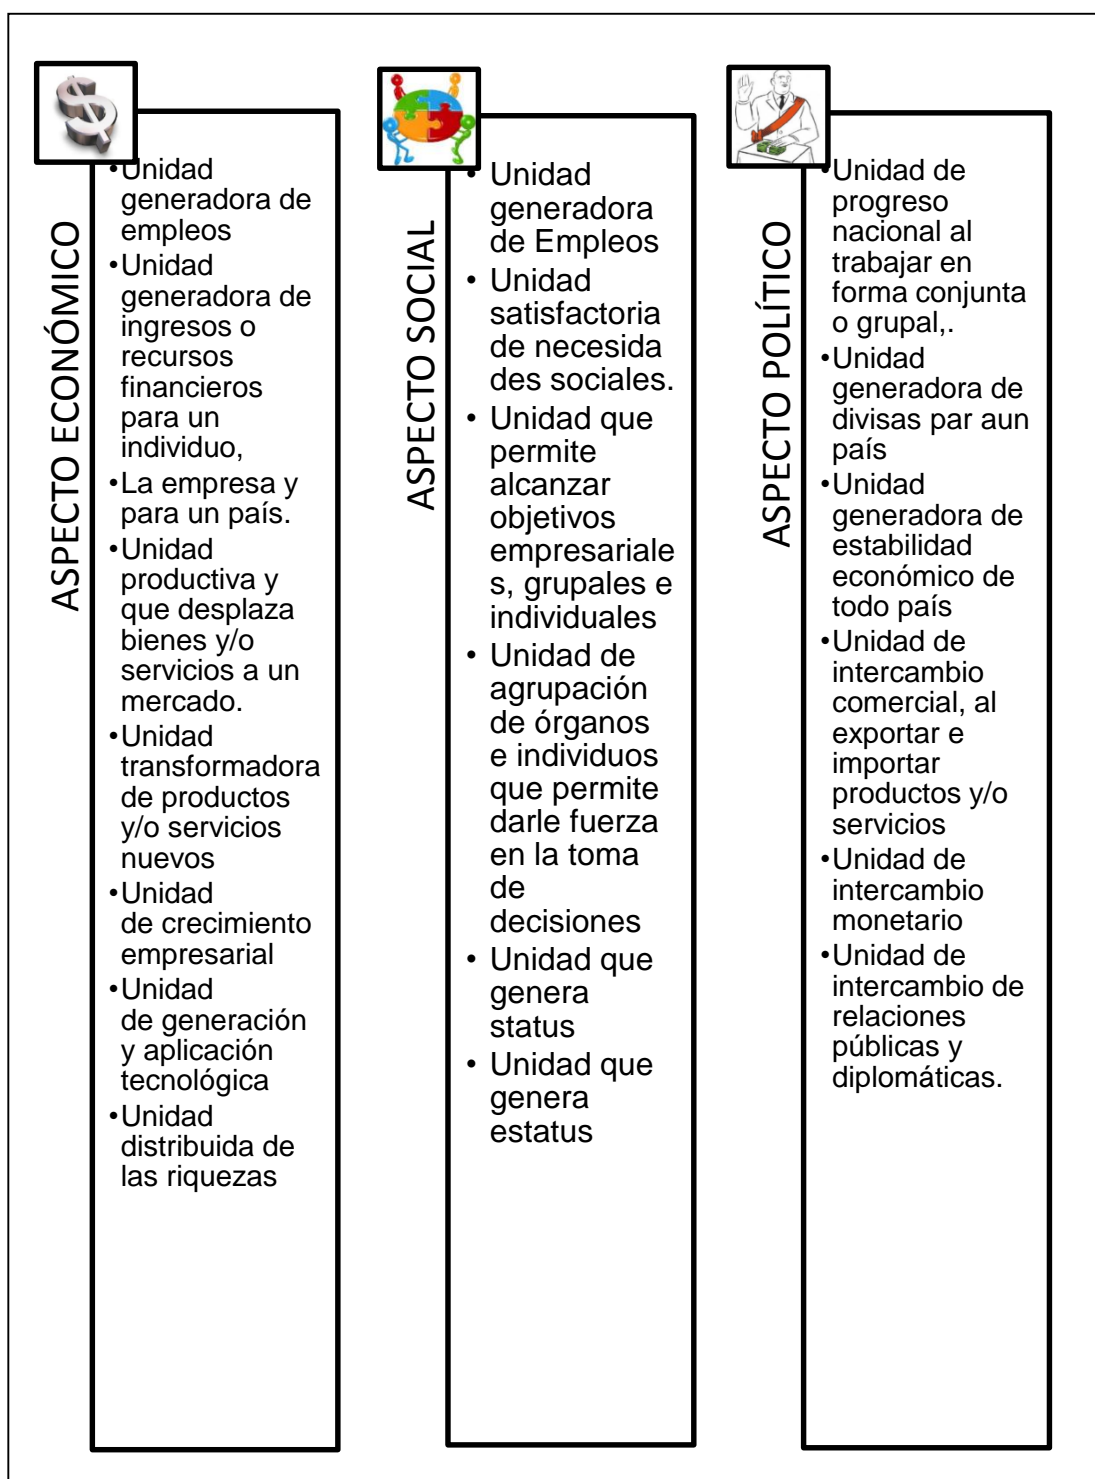 ASPECTO ECONÓMICO
•Unidad
generadora de
empleos
•Unidad
generadora de
ingresos o
recursos
financieros
para un
individuo,
•La empresa y
para un país.
•Unidad
productiva y
que desplaza
bienes y/o
servicios a un
mercado.
•Unidad
transformadora
de productos
y/o servicios
nuevos
•Unidad
de crecimiento
empresarial
•Unidad
de generación
y aplicación
tecnológica
•Unidad
distribuida de
las riquezas
ASPECTO SOCIAL
• Unidad
generadora
de Empleos
• Unidad
satisfactoria
de necesida
des sociales.
• Unidad que
permite
alcanzar
objetivos
empresariale
s, grupales e
individuales
• Unidad de
agrupación
de órganos
e individuos
que permite
darle fuerza
en la toma
de
decisiones
• Unidad que
genera
status
• Unidad que
genera
estatus
ASPECTO POLÍTICO
•Unidad de
progreso
nacional al
trabajar en
forma conjunta
o grupal,.
•Unidad
generadora de
divisas par aun
país
•Unidad
generadora de
estabilidad
económico de
todo país
•Unidad de
intercambio
comercial, al
exportar e
importar
productos y/o
servicios
•Unidad de
intercambio
monetario
•Unidad de
intercambio de
relaciones
públicas y
diplomáticas.